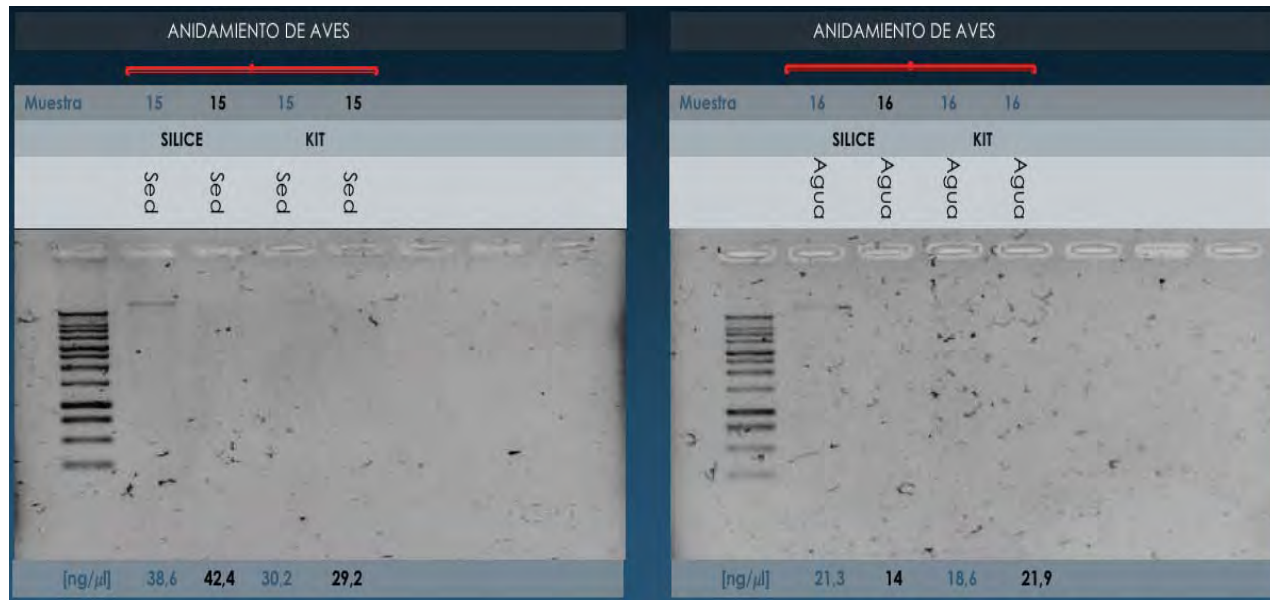 ANIDAMIENTO DE AVES
Muestra 15 15 15 15
SILICE KIT
Sed Sed Sed Sed
[ng/µl] 38,6 42,4 30,2 29,2
ANIDAMIENTO DE AVES
Muestra 16 16 16 16
SILICE KIT
Agua Agua Agua Agua
[ng/µl] 21,3 14 18,6 21,9